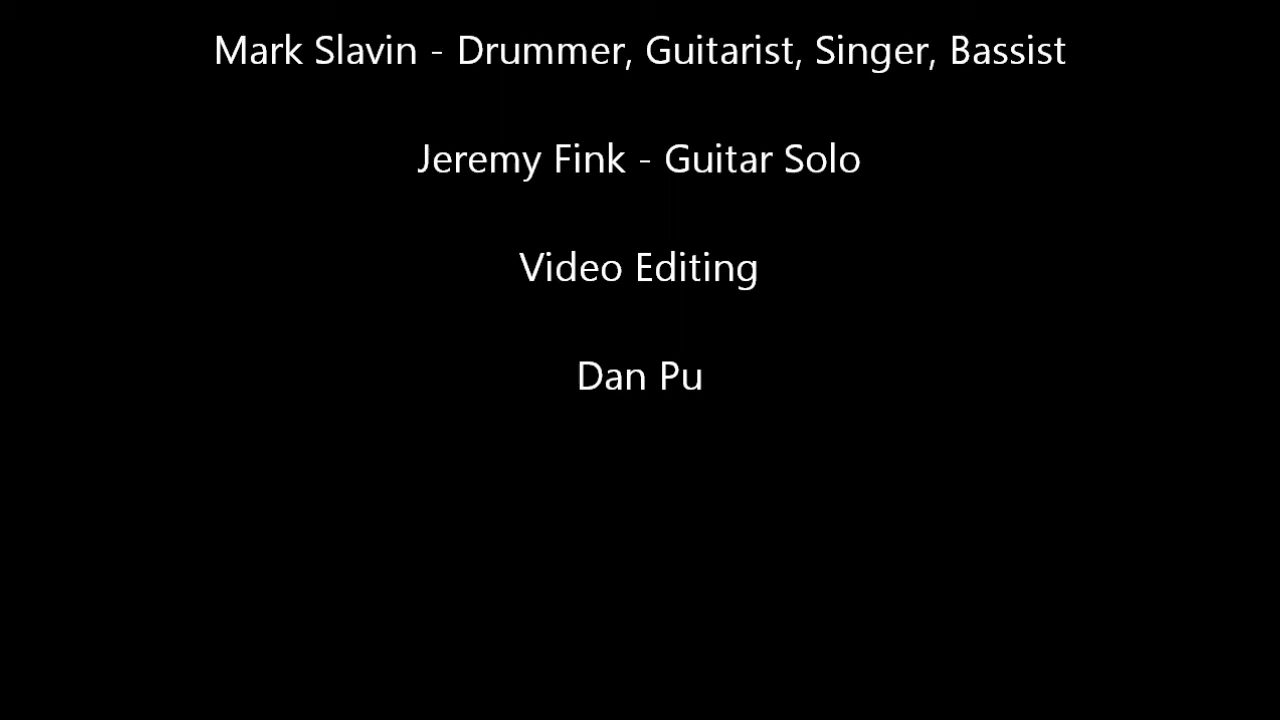 Mark Slavin - Drummer, Guitarist, Singer, Bassist
Jeremy Fink - Guitar Solo
Video Editing
Dan Pu